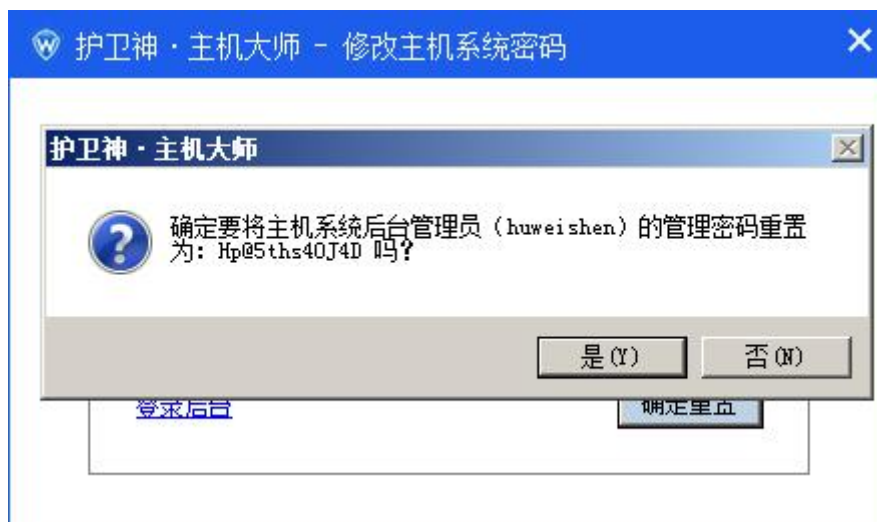 护卫神·主机大师 - 修改主机系统密码
护卫神·主机大师
确定要将主机系统后台管理员（huweishen）的管理密码重置
为: Hp@5ths40J4D 吗?
是(Y)
否(N)
登录后台
确定重置